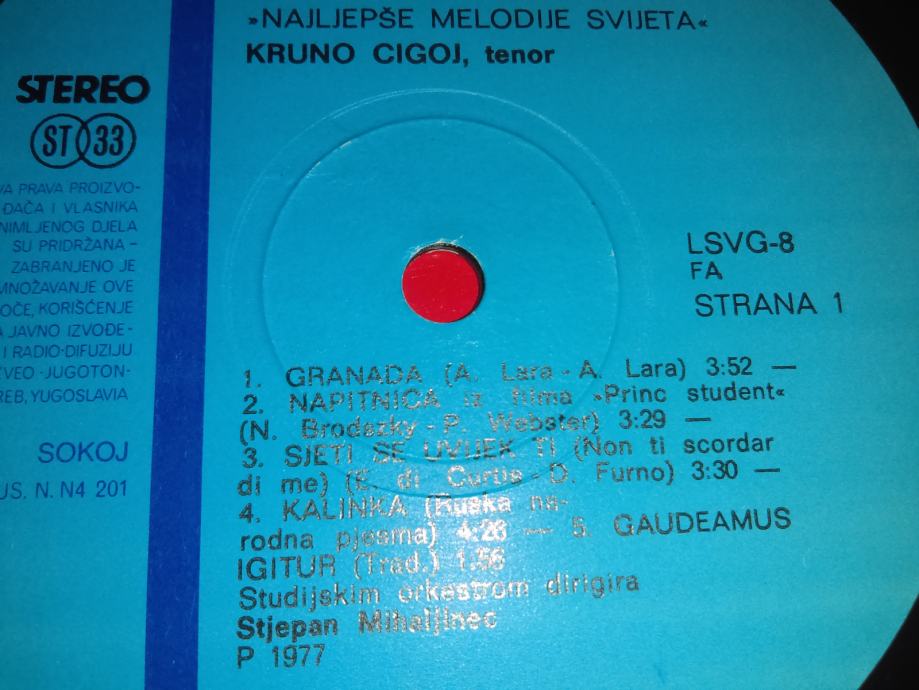 »NAJLJEPŠE MELODIJE SVIJETA«
KRUNO CIGOJ, tenor
STEREO
ST 33
VA PRAVA PROIZVO-
ĐAČA I VLASNIKA
NIMLJENOG DJELA
SU PRIDRŽANA -
ZABRANJENO JE
MNOŽAVANJE OVE
OČE, KORIŠĆENJE
A JAVNO IZVOĐE-
I RADIO-DIFUZIJU
ZVEO -JUGOTON-
REB, YUGOSLAVIA
SOKOJ
US. N. N4 201
LSVG-8
FA
STRANA 1
1. GRANADA (A. Lara - A. Lara) 3:52 —
2. NAPITNICA iz filma »Princ student«
(N. Brodszky - P. Webster) 3:29 —
3. SJETI SE UVIJEK TI (Non ti scordar
di me) (E. di Curtis - D. Furno) 3:30 —
4. KALINKA (Ruska na-
rodna pjesma) 4:26 — 5. GAUDEAMUS
IGITUR (Trad.) 1:56
Studijskim orkestrom dirigira
Stjepan Mihaljinec
P 1977